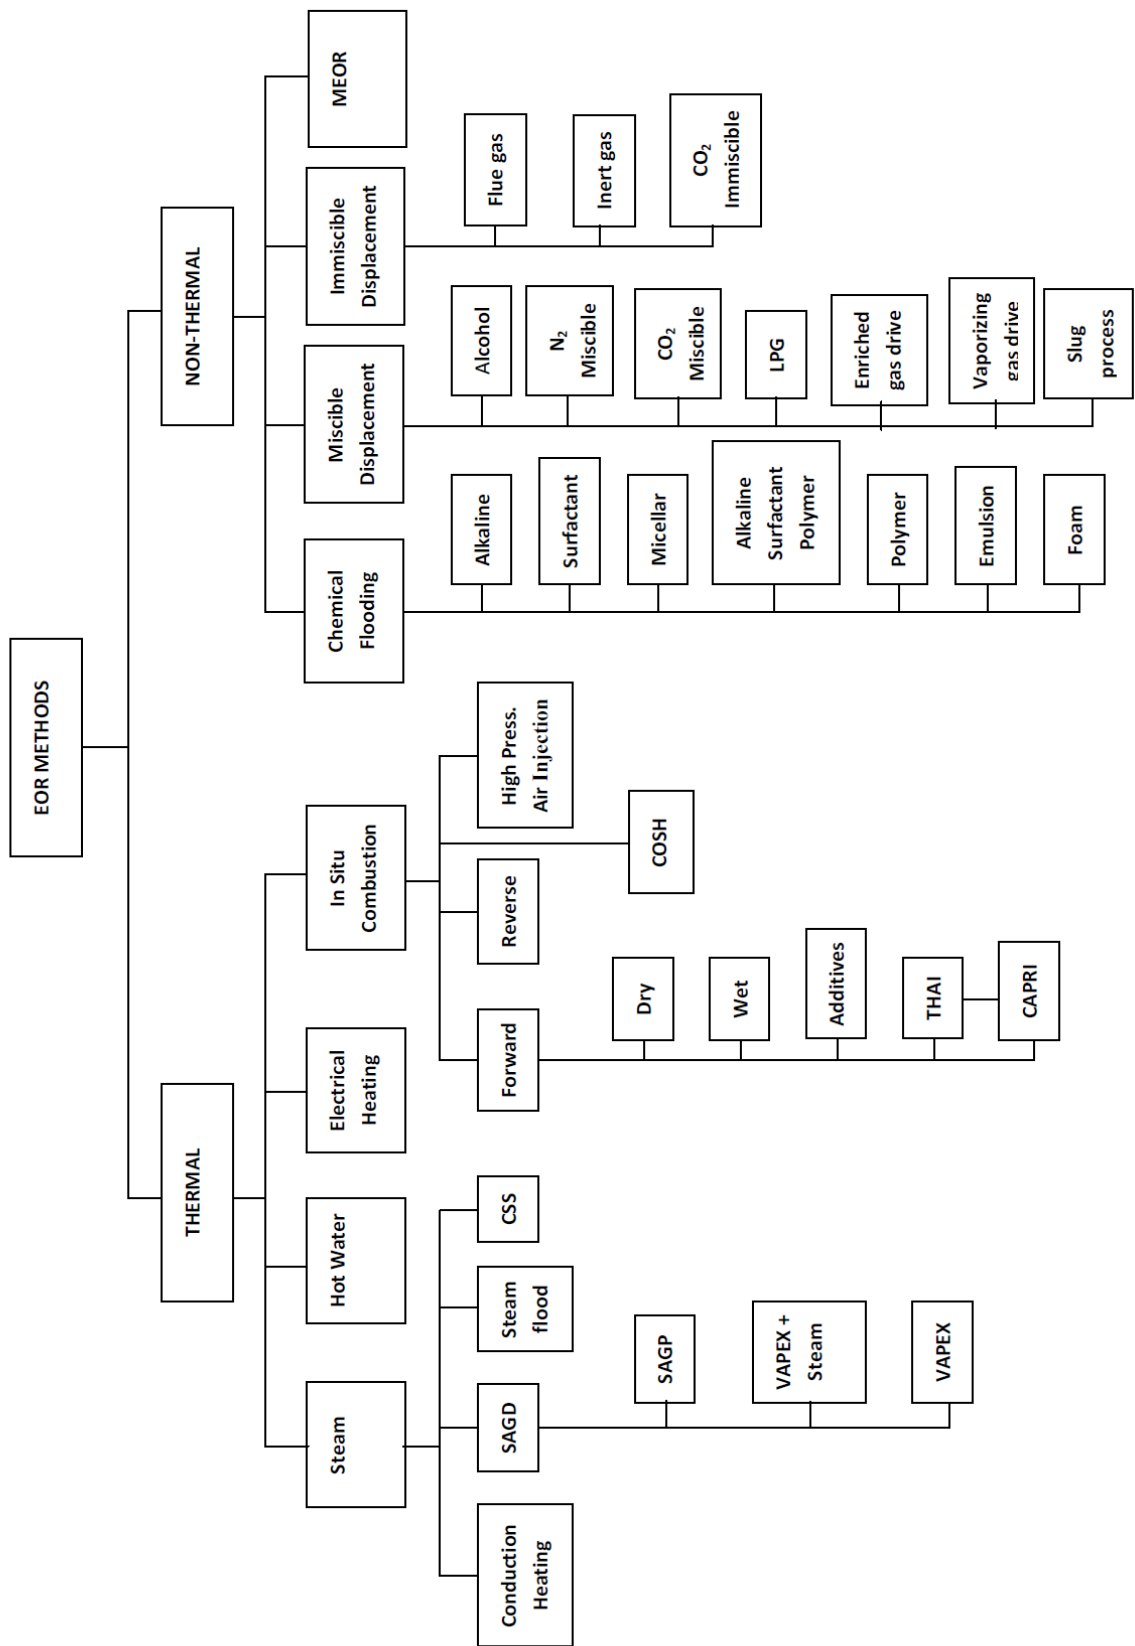 EOR METHODS
THERMAL
NON-THERMAL
Steam
Hot Water
Electrical
Heating
In Situ
Combustion
Chemical
Flooding
Miscible
Displacement
Immiscible
Displacement
MEOR
Conduction
Heating
SAGD
Steam
flood
CSS
SAGP
VAPEX +
Steam
VAPEX
Forward
Reverse
COSH
High Press.
Air Injection
Dry
Wet
Additives
THAI
CAPRI
Alkaline
Surfactant
Micellar
Alkaline
Surfactant
Polymer
Polymer
Emulsion
Foam
Alcohol
N₂
Miscible
CO₂
Miscible
LPG
Enriched
gas drive
Vaporizing
gas drive
Slug
process
Flue gas
Inert gas
CO₂
Immiscible